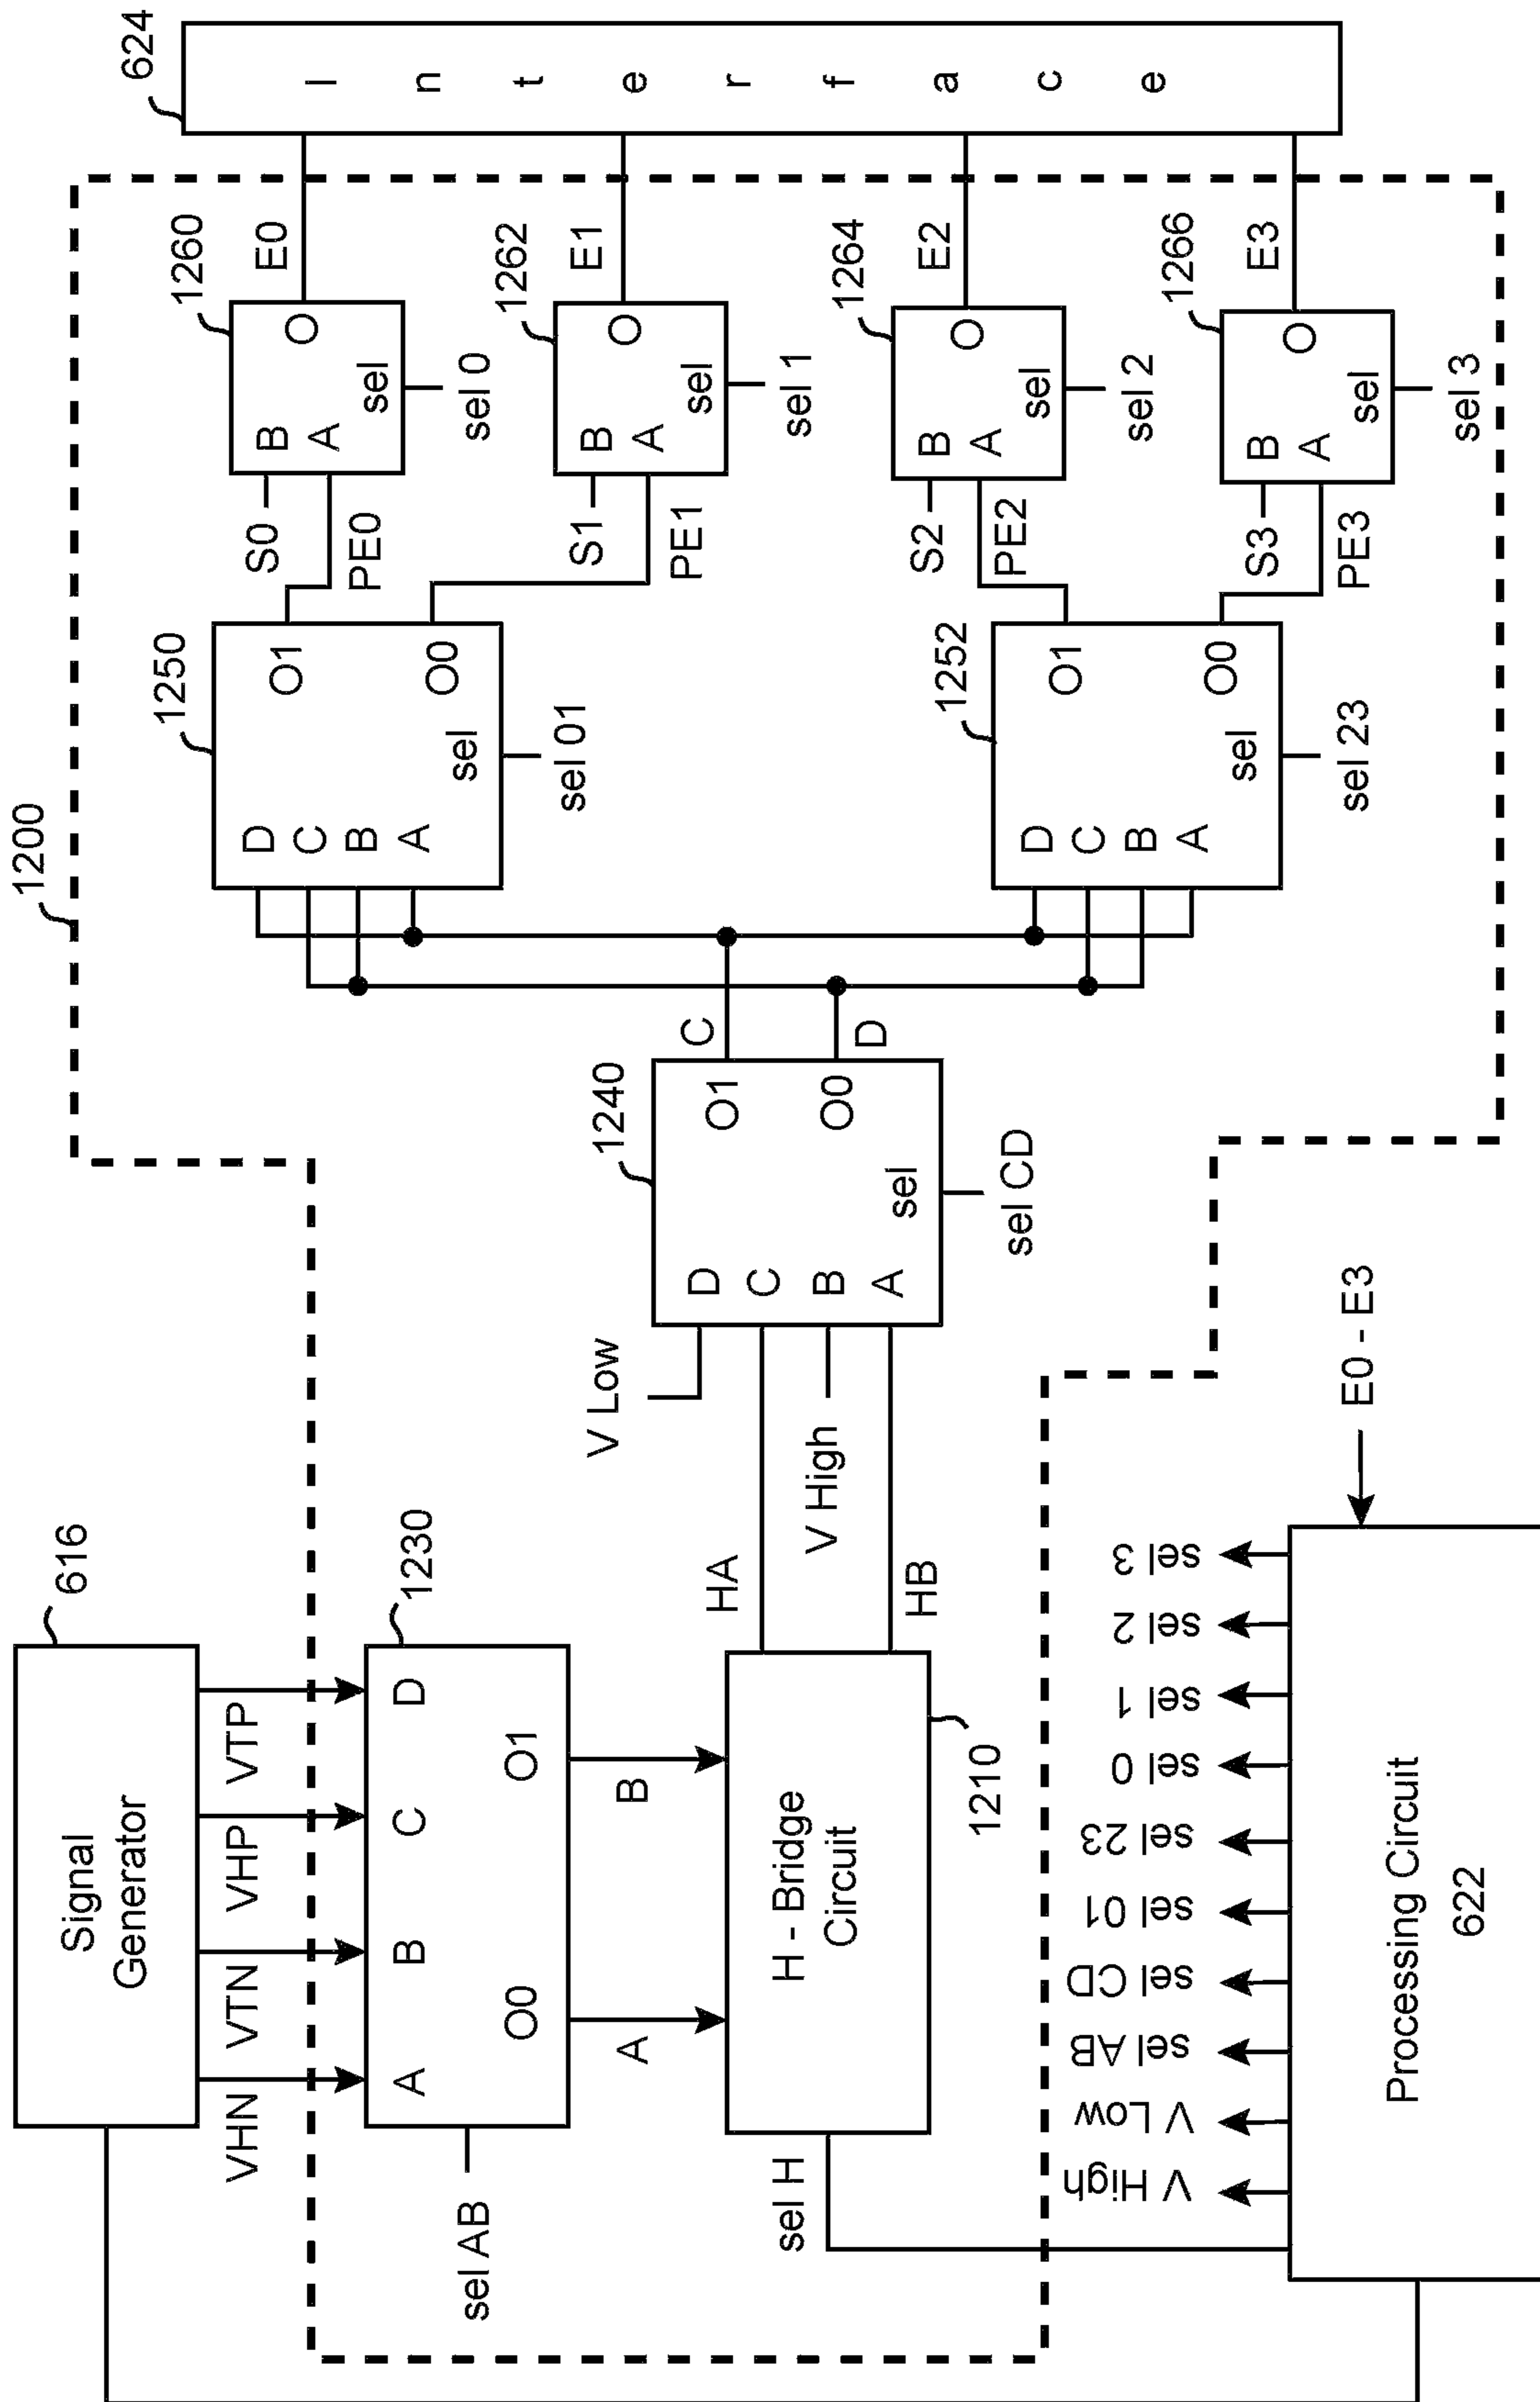 1200
624
Interface
Signal
Generator
616
VHN
VTN
VHP
VTP
A
B
C
D
O0
O1
1230
sel AB
A
B
H - Bridge
Circuit
1210
sel H
HA
HB
V Low
V High
D
C
B
A
O1
O0
sel
1240
sel CD
C
D
D
C
B
A
O1
O0
sel
1250
sel 01
D
C
B
A
O1
O0
sel
1252
sel 23
S0
PE0
B
A
O
sel
1260
sel 0
E0
S1
PE1
B
A
O
sel
1262
sel 1
E1
S2
PE2
B
A
O
sel
1264
sel 2
E2
S3
PE3
B
A
O
sel
1266
sel 3
E3
V High
V Low
sel AB
sel CD
sel 01
sel 23
sel 0
sel 1
sel 2
sel 3
Processing Circuit
622
E0 - E3